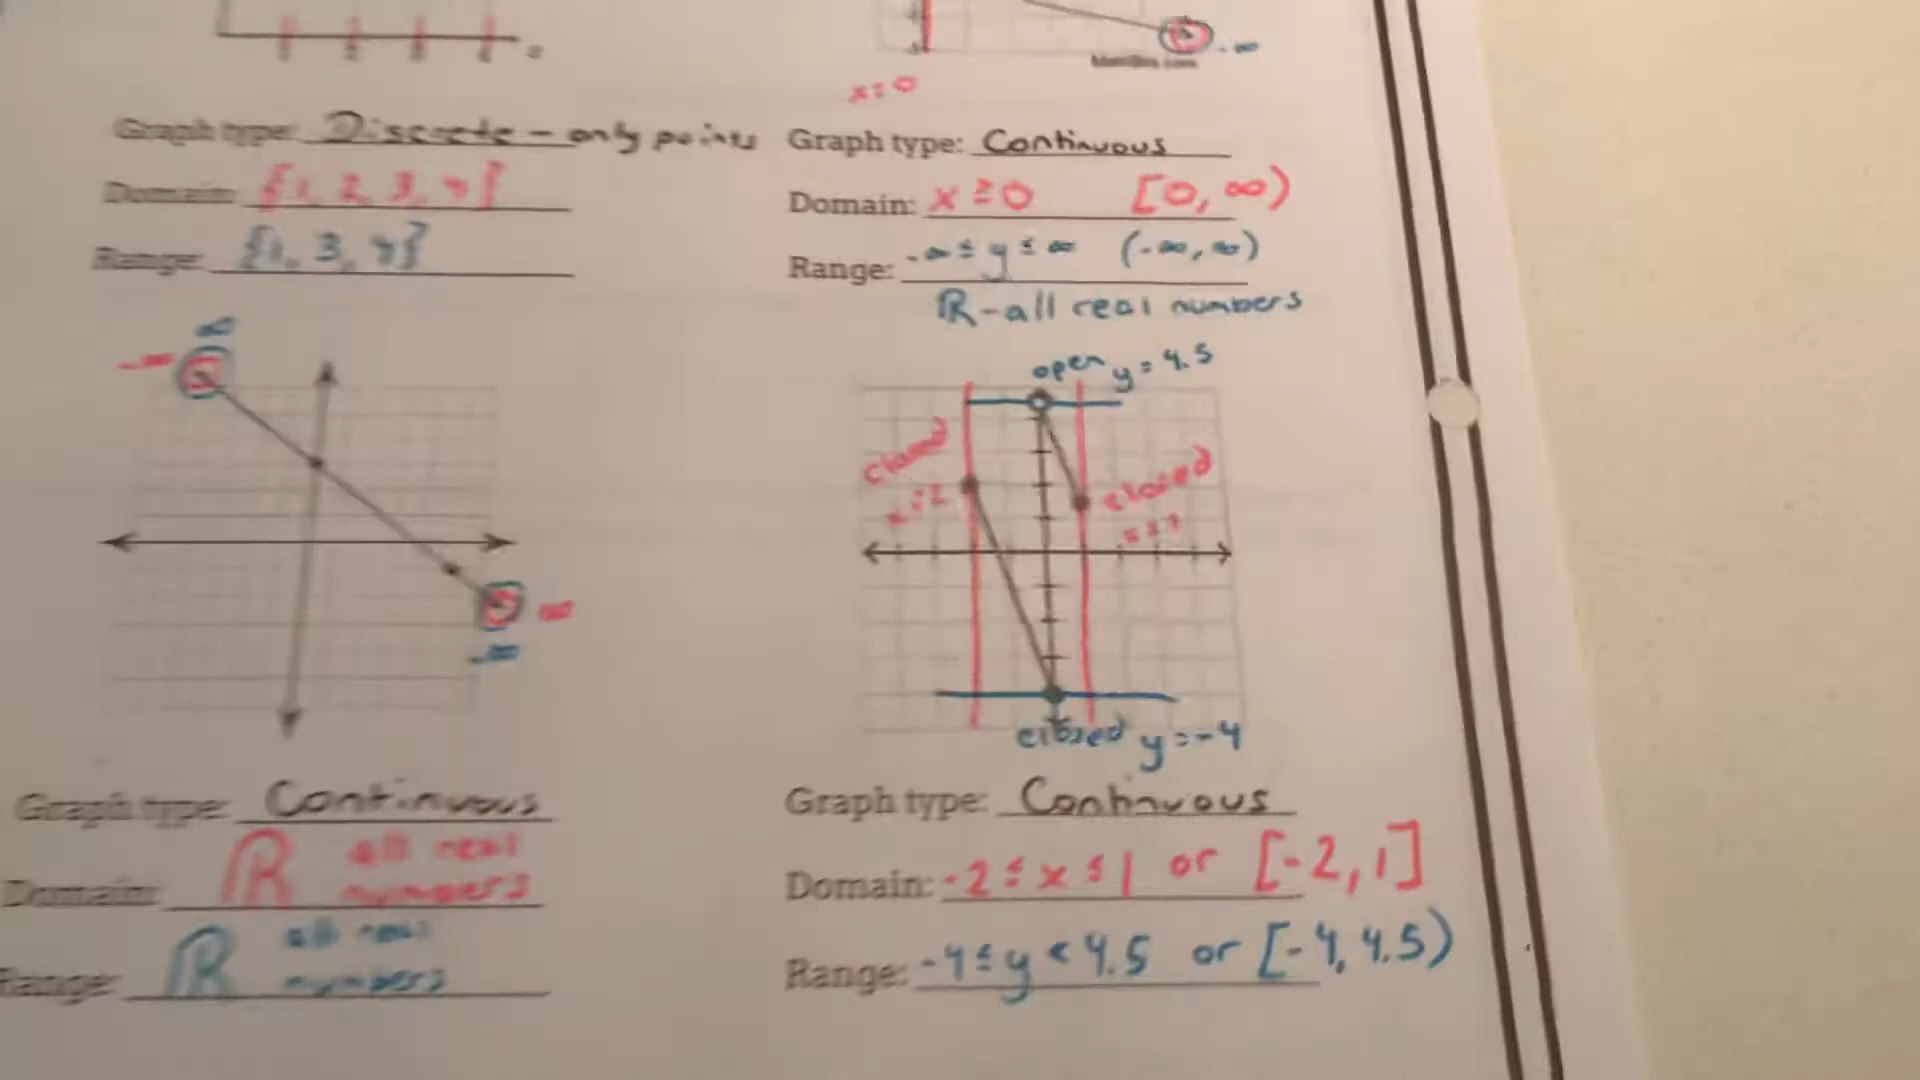 -∞
x = 0
Graph type: Discrete - only points
Domain: {1, 2, 3, 4}
Range: {1, 3, 4}
Graph type: Continuous
Domain: x ≥ 0 [0, ∞)
Range: -∞ ≤ y ≤ ∞ (-∞, ∞)
ℝ - all real numbers
∞
-∞
∞
-∞
open y = 4.5
closed
closed
closed y = -4
Graph type: Continuous
Domain: ℝ all real
numbers
Range: ℝ all real
numbers
Graph type: Continuous
Domain: -2 ≤ x ≤ 1 or [-2, 1]
Range: -4 ≤ y < 4.5 or [-4, 4.5)